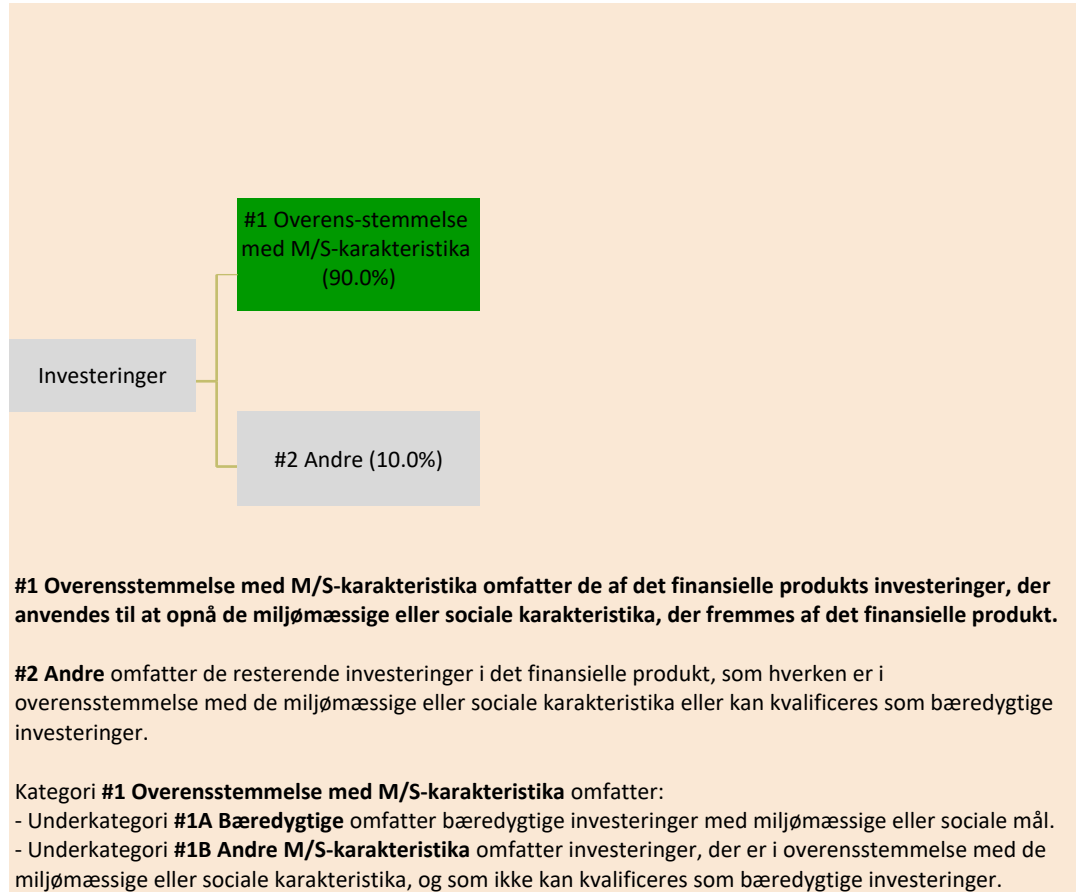 #1 Overens-stemmelse
med M/S-karakteristika
(90.0%)
Investeringer
#2 Andre (10.0%)
#1 Overensstemmelse med M/S-karakteristika omfatter de af det finansielle produkts investeringer, der
anvendes til at opnå de miljømæssige eller sociale karakteristika, der fremmes af det finansielle produkt.
#2 Andre omfatter de resterende investeringer i det finansielle produkt, som hverken er i
overensstemmelse med de miljømæssige eller sociale karakteristika eller kan kvalificeres som bæredygtige
investeringer.
Kategori #1 Overensstemmelse med M/S-karakteristika omfatter:
- Underkategori #1A Bæredygtige omfatter bæredygtige investeringer med miljømæssige eller sociale mål.
- Underkategori #1B Andre M/S-karakteristika omfatter investeringer, der er i overensstemmelse med de
miljømæssige eller sociale karakteristika, og som ikke kan kvalificeres som bæredygtige investeringer.